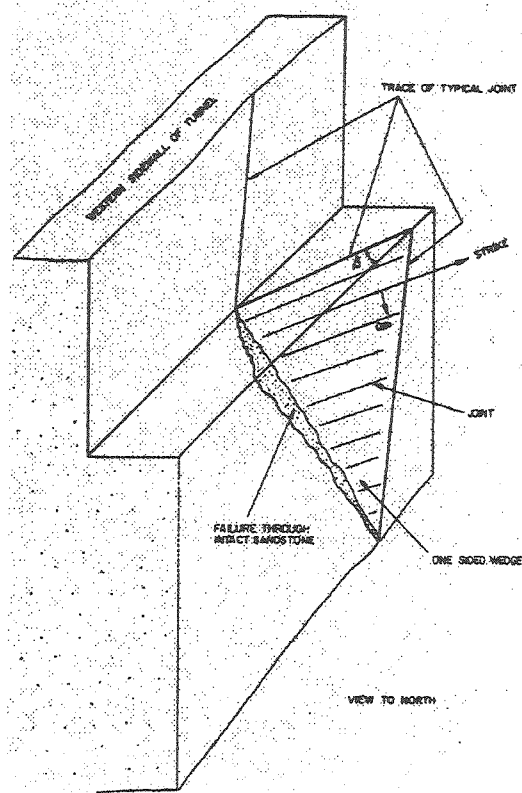 TRACE OF TYPICAL JOINT
WESTERN SIDEWALL OF TUNNEL
STRIKE
JOINT
FAILURE THROUGH
INTACT SANDSTONE
ONE SIDED WEDGE
VIEW TO NORTH